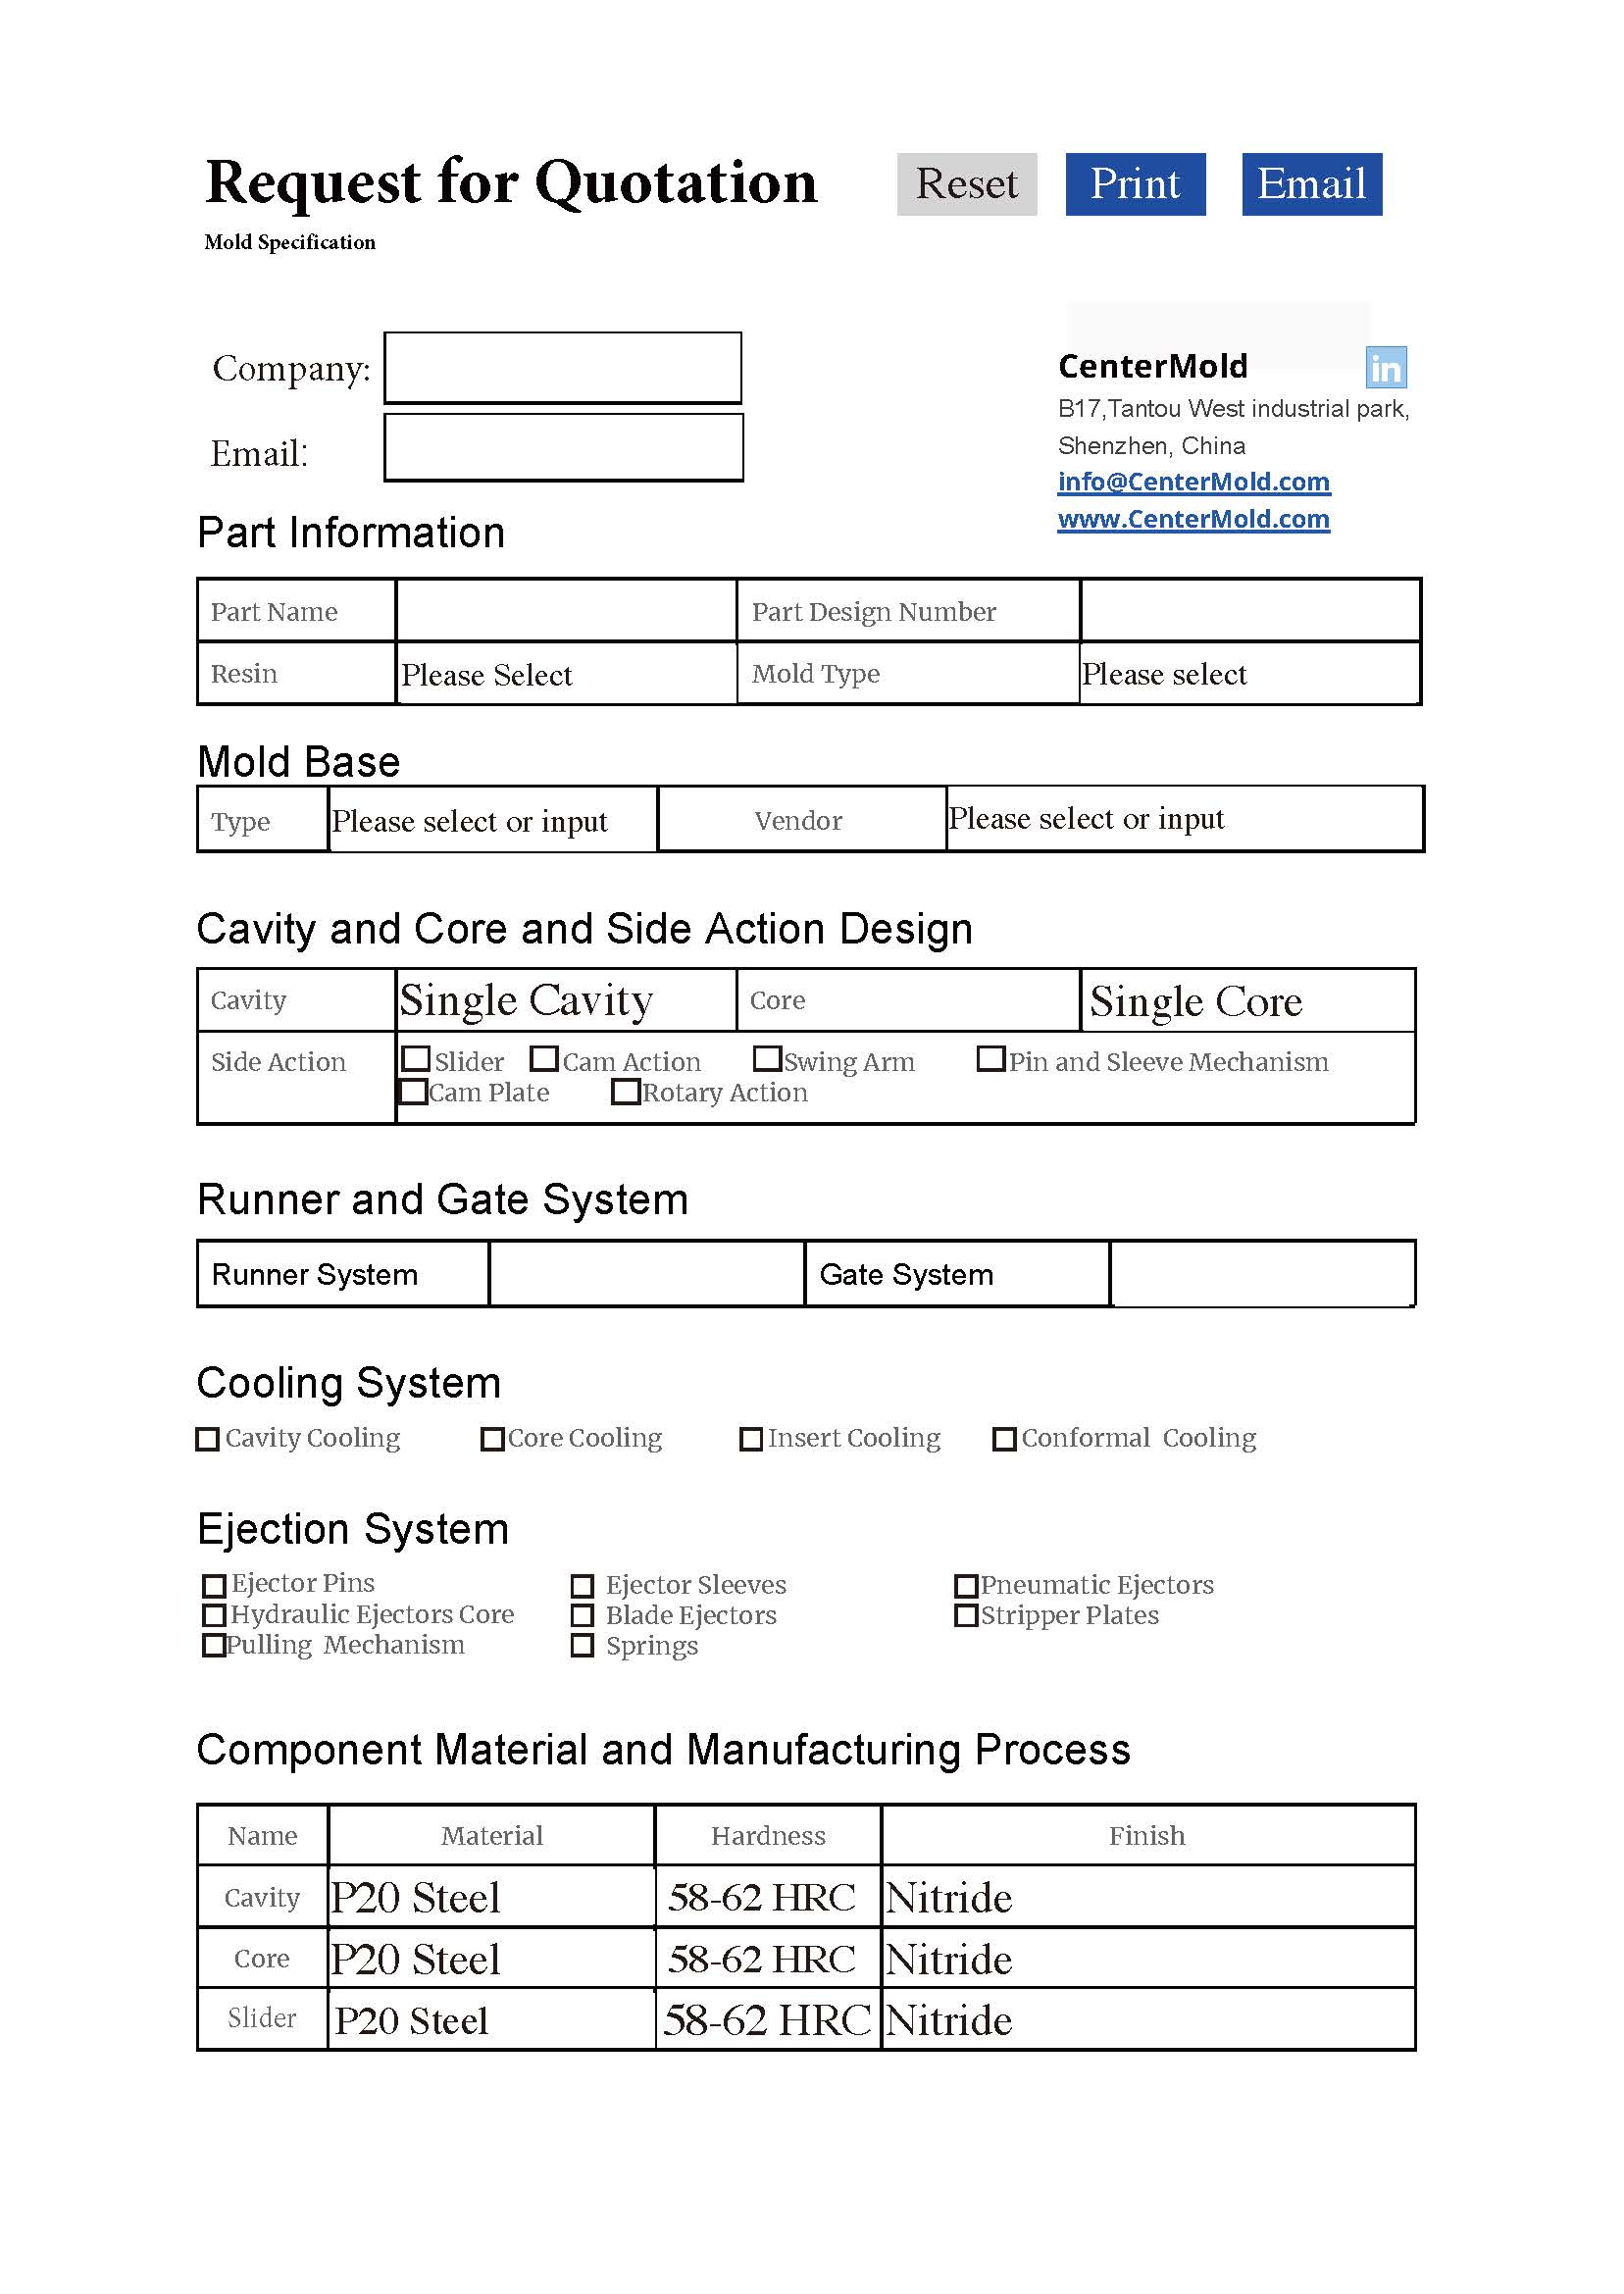 Request for Quotation Reset Print Email
Mold Specification
Company:
CenterMold in
B17,Tantou West industrial park,
Email:
Shenzhen, China
info@CenterMold.com
www.CenterMold.com
Part Information
Part Name Part Design Number
Resin Please Select Mold Type Please select
Mold Base
Type Please select or input Vendor Please select or input
Cavity and Core and Side Action Design
Cavity Single Cavity Core Single Core
Side Action Slider Cam Action Swing Arm Pin and Sleeve Mechanism
Cam Plate Rotary Action
Runner and Gate System
Runner System Gate System
Cooling System
Cavity Cooling Core Cooling Insert Cooling Conformal Cooling
Ejection System
Ejector Pins Ejector Sleeves Pneumatic Ejectors
Hydraulic Ejectors Core Blade Ejectors Stripper Plates
Pulling Mechanism Springs
Component Material and Manufacturing Process
Name Material Hardness Finish
Cavity P20 Steel 58-62 HRC Nitride
Core P20 Steel 58-62 HRC Nitride
Slider P20 Steel 58-62 HRC Nitride